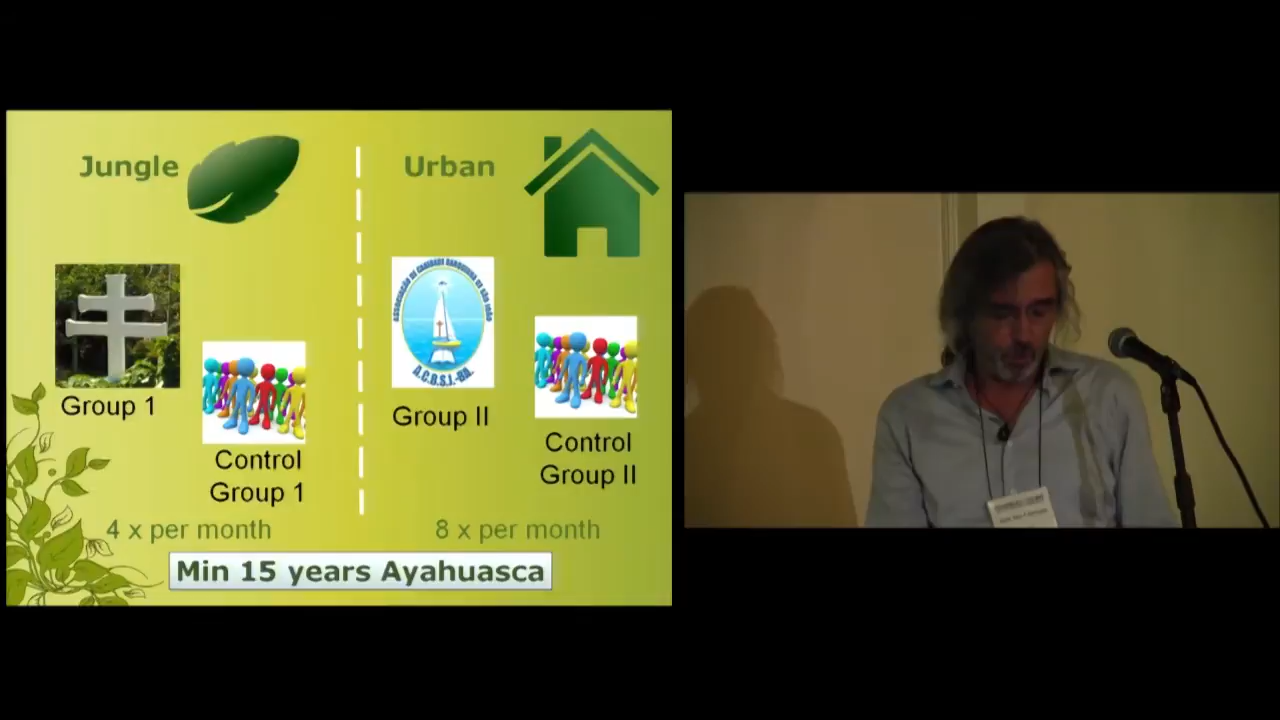 Jungle
Urban
Group 1
Control
Group 1
D.C.B.S.J.-BQ.
Group II
Control
Group II
4 x per month
8 x per month
Min 15 years Ayahuasca